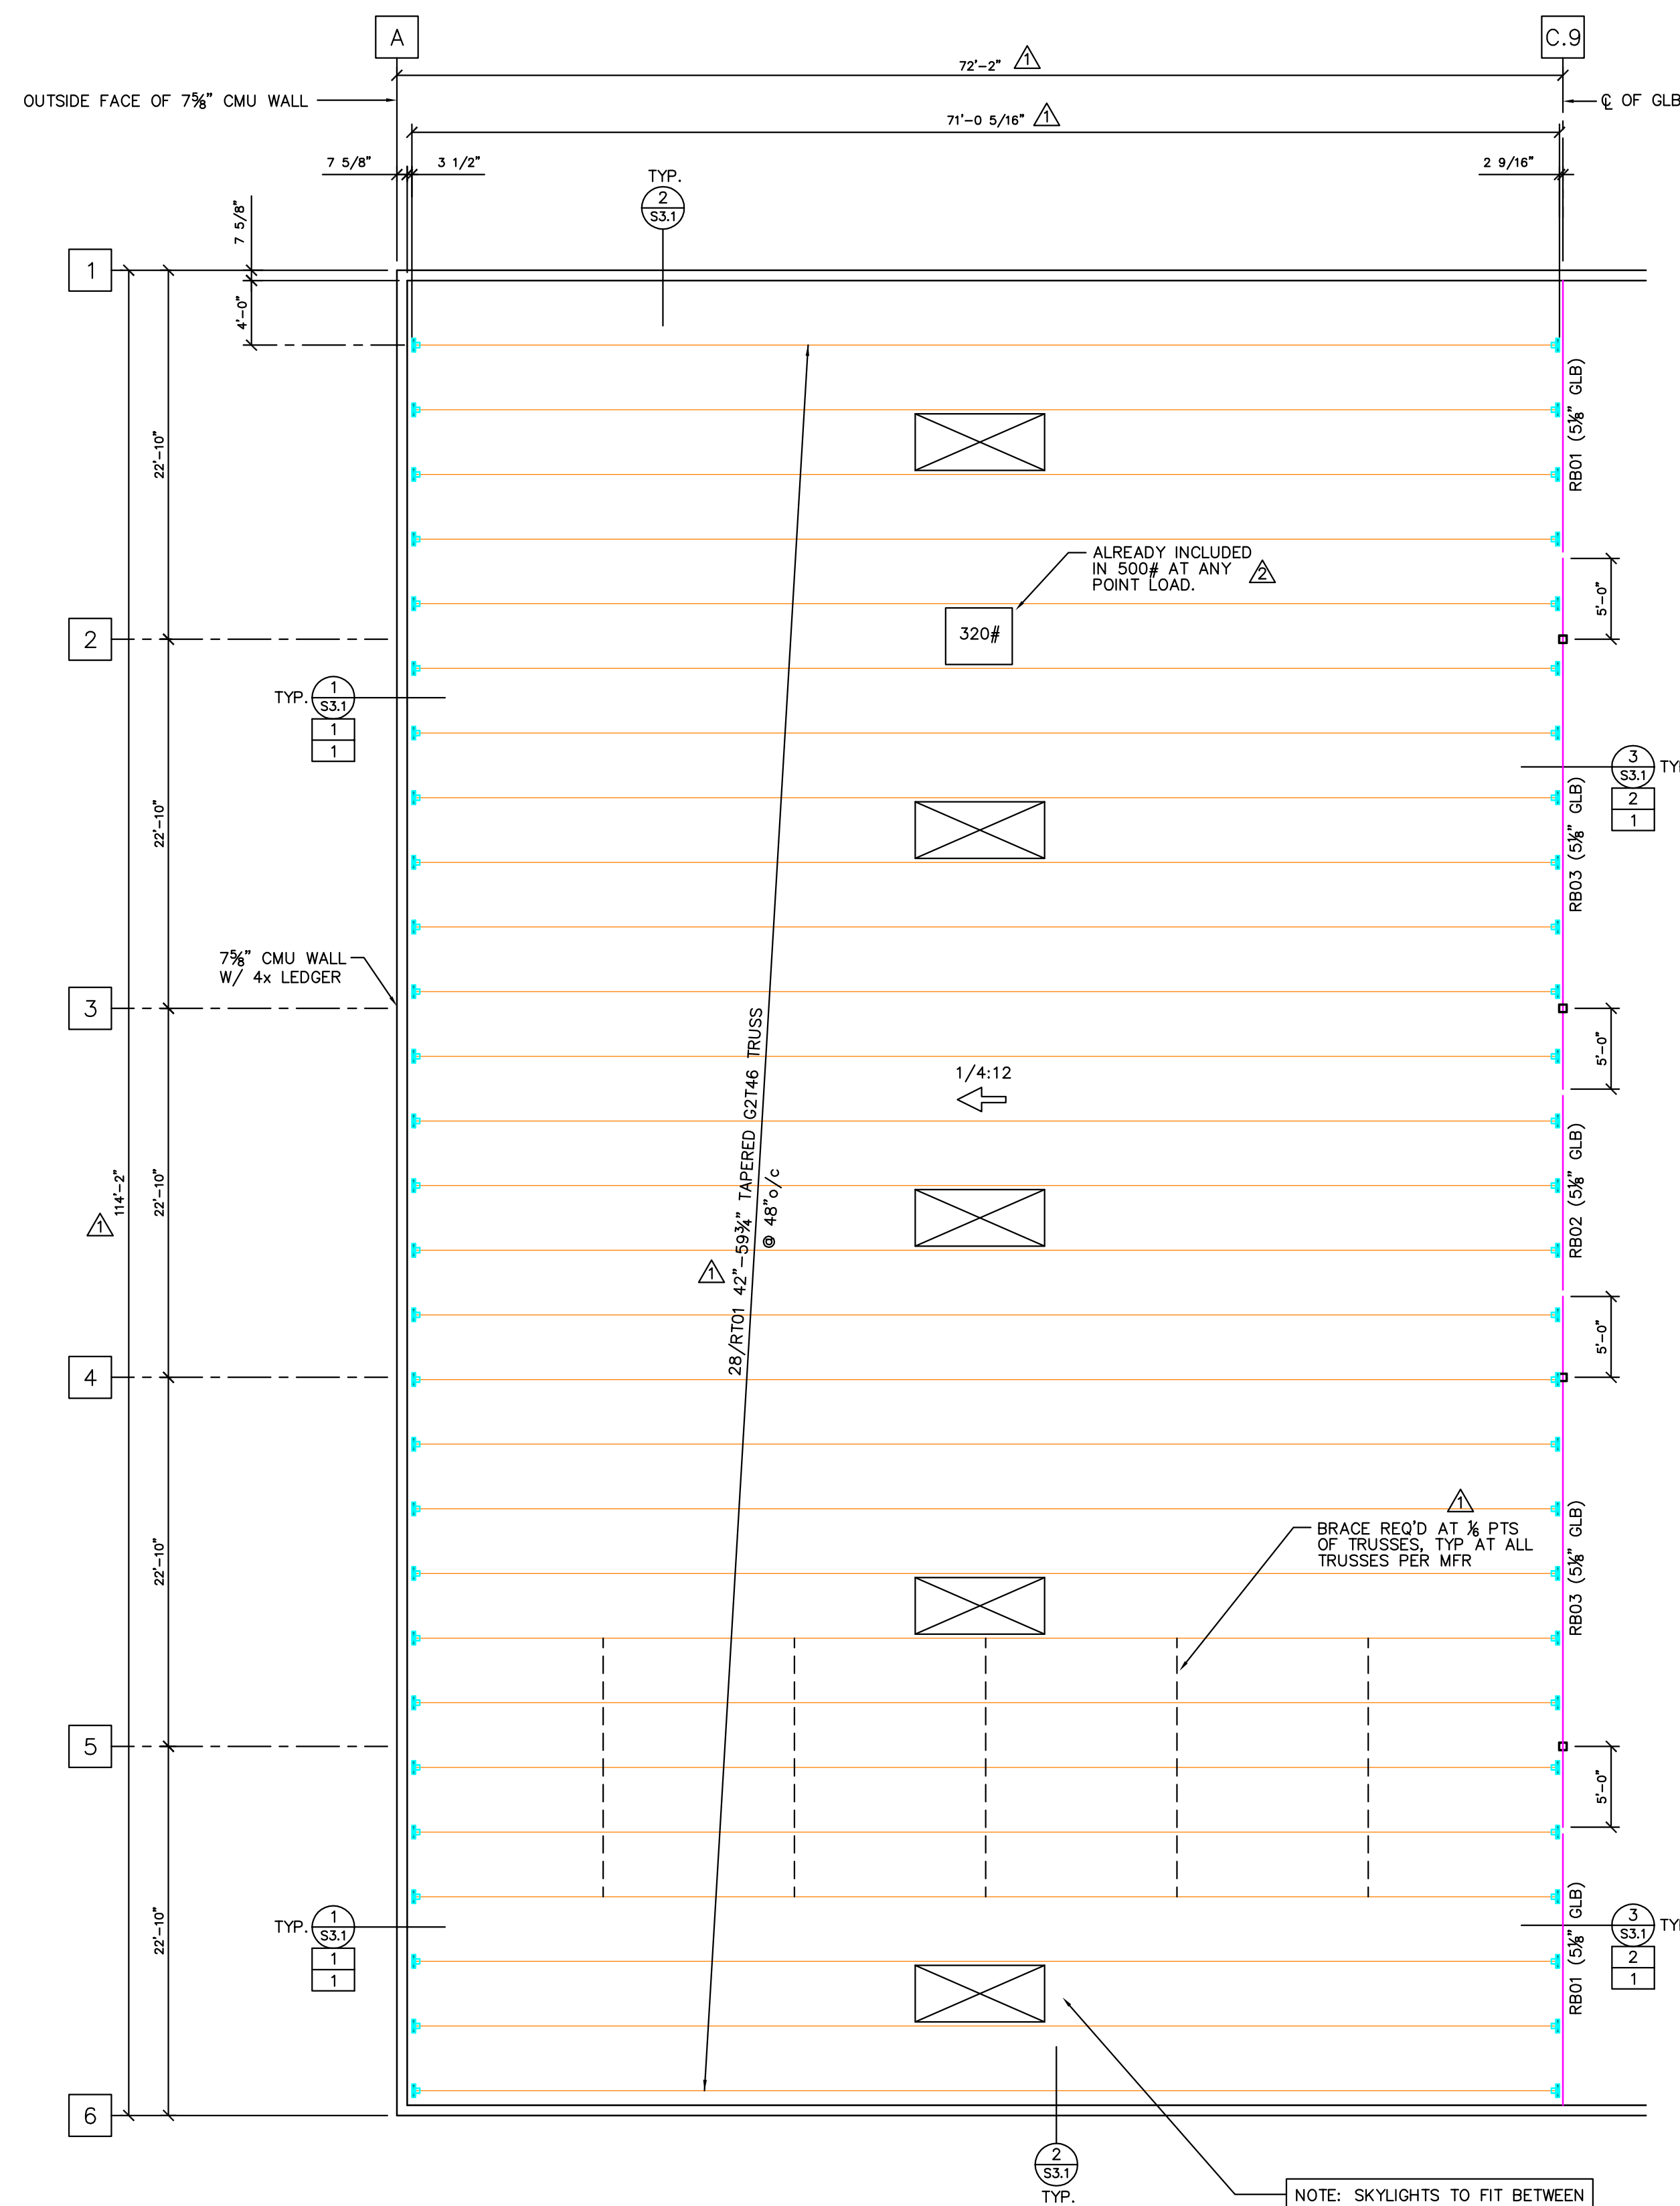 A
C.9
72'-2" 1
OUTSIDE FACE OF 7⅝" CMU WALL
℄ OF GLB
71'-0 5/16" 1
7 5/8"
3 1/2"
2 9/16"
TYP.
2
S3.1
7 5/8"
4'-0"
1
22'-10"
RB01 (5⅛" GLB)
ALREADY INCLUDED
IN 500# AT ANY
POINT LOAD.
2
320#
5'-0"
2
TYP.
1
S3.1
1
1
3
S3.1
2
1
22'-10"
RB03 (5⅛" GLB)
7⅝" CMU WALL
W/ 4x LEDGER
3
5'-0"
1/4:12
114'-2"
1
22'-10"
RB02 (5⅛" GLB)
28/RT01 42"-59¾" TAPERED G2T46 TRUSS
@ 48"o/c
1
5'-0"
4
22'-10"
1
BRACE REQ'D AT ⅙ PTS
OF TRUSSES, TYP AT ALL
TRUSSES PER MFR
RB03 (5⅛" GLB)
5
5'-0"
22'-10"
TYP.
1
S3.1
1
1
RB01 (5⅛" GLB)
3
S3.1
2
1
6
2
S3.1
TYP.
NOTE: SKYLIGHTS TO FIT BETWEEN